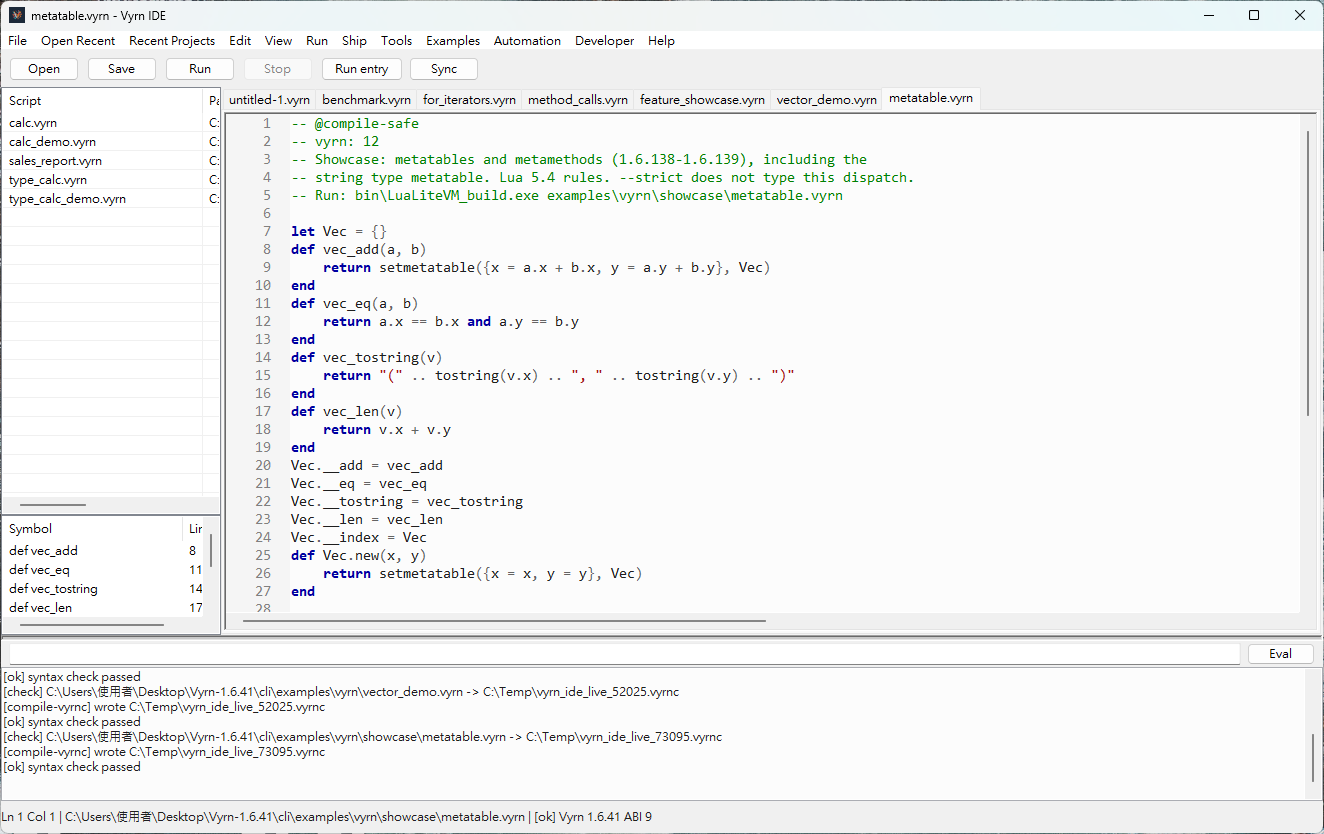 metatable.vyrn - Vyrn IDE
File Open Recent Recent Projects Edit View Run Ship Tools Examples Automation Developer Help
Open Save Run Stop Run entry Sync
Script
calc.vyrn C:
calc_demo.vyrn C:
sales_report.vyrn C:
type_calc.vyrn C:
type_calc_demo.vyrn C:
Symbol
def vec_add 8
def vec_eq 11
def vec_tostring 14
def vec_len 17
untitled-1.vyrn benchmark.vyrn for_iterators.vyrn method_calls.vyrn feature_showcase.vyrn vector_demo.vyrn metatable.vyrn
1 -- @compile-safe
2 -- vyrn: 12
3 -- Showcase: metatables and metamethods (1.6.138-1.6.139), including the
4 -- string type metatable. Lua 5.4 rules. --strict does not type this dispatch.
5 -- Run: bin\LuaLiteVM_build.exe examples\vyrn\showcase\metatable.vyrn
6
7 let Vec = {}
8 def vec_add(a, b)
9 return setmetatable({x = a.x + b.x, y = a.y + b.y}, Vec)
10 end
11 def vec_eq(a, b)
12 return a.x == b.x and a.y == b.y
13 end
14 def vec_tostring(v)
15 return "(" .. tostring(v.x) .. ", " .. tostring(v.y) .. ")"
16 end
17 def vec_len(v)
18 return v.x + v.y
19 end
20 Vec.__add = vec_add
21 Vec.__eq = vec_eq
22 Vec.__tostring = vec_tostring
23 Vec.__len = vec_len
24 Vec.__index = Vec
25 def Vec.new(x, y)
26 return setmetatable({x = x, y = y}, Vec)
27 end
28
Eval
[ok] syntax check passed
[check] C:\Users\使用者\Desktop\Vyrn-1.6.41\cli\examples\vyrn\vector_demo.vyrn -> C:\Temp\vyrn_ide_live_52025.vyrnc
[compile-vyrnc] wrote C:\Temp\vyrn_ide_live_52025.vyrnc
[ok] syntax check passed
[check] C:\Users\使用者\Desktop\Vyrn-1.6.41\cli\examples\vyrn\showcase\metatable.vyrn -> C:\Temp\vyrn_ide_live_73095.vyrnc
[compile-vyrnc] wrote C:\Temp\vyrn_ide_live_73095.vyrnc
[ok] syntax check passed
Ln 1 Col 1 | C:\Users\使用者\Desktop\Vyrn-1.6.41\cli\examples\vyrn\showcase\metatable.vyrn | [ok] Vyrn 1.6.41 ABI 9